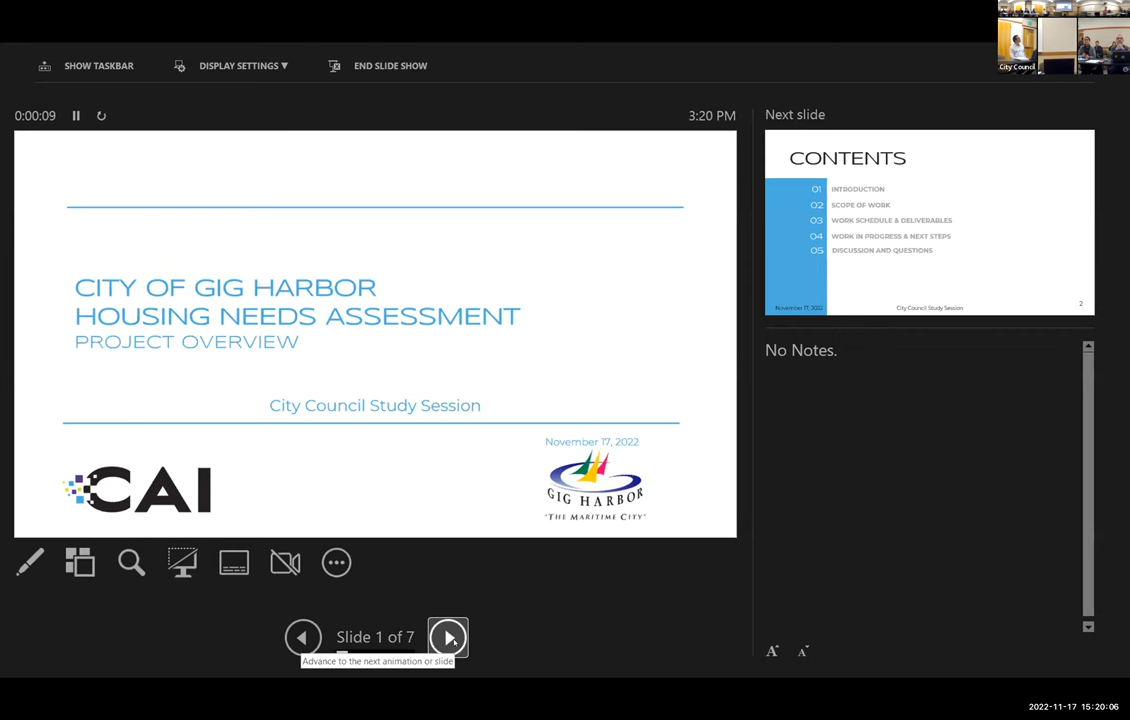 City Council
SHOW TASKBAR
DISPLAY SETTINGS ▼
END SLIDE SHOW
0:00:09
3:20 PM
CITY OF GIG HARBOR
HOUSING NEEDS ASSESSMENT
PROJECT OVERVIEW
City Council Study Session
November 17, 2022
CAI
GIG HARBOR
"THE MARITIME CITY"
Next slide
CONTENTS
01 INTRODUCTION
02 SCOPE OF WORK
03 WORK SCHEDULE & DELIVERABLES
04 WORK IN PROGRESS & NEXT STEPS
05 DISCUSSION AND QUESTIONS
November 17, 2022
City Council Study Session
2
No Notes.
Slide 1 of 7
Advance to the next animation or slide
A A
2022-11-17 15:20:06